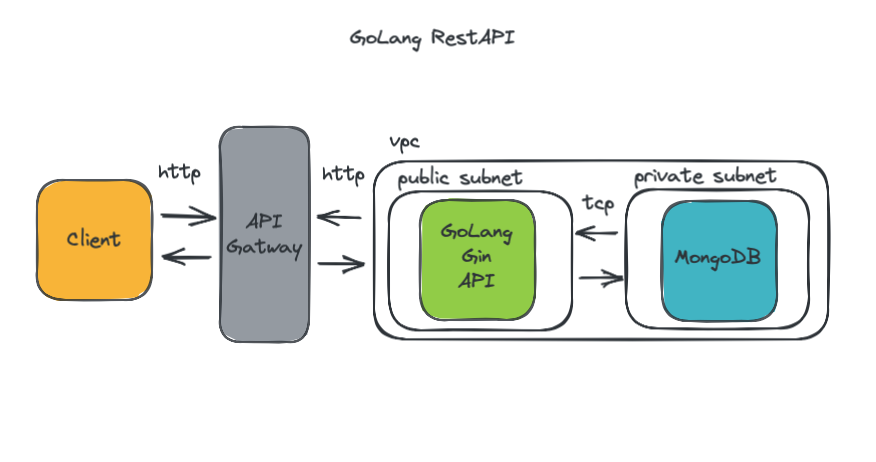 GoLang RestAPI
vpc
http
http
public subnet
private subnet
tcp
Client
API
Gatway
GoLang
Gin
API
MongoDB